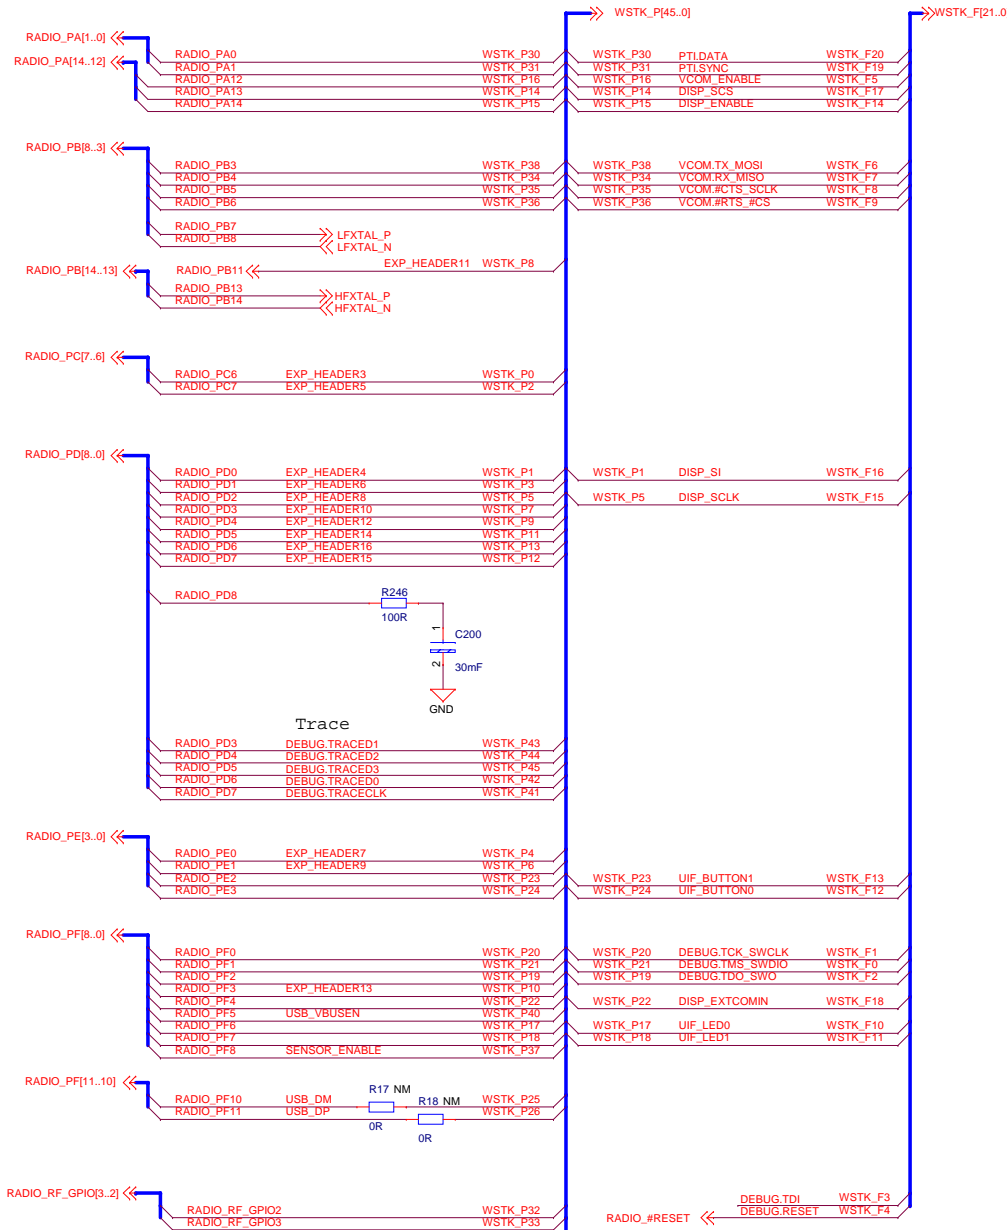 WSTK_P[45..0] WSTK_F[21..0]
RADIO_PA[1..0]
RADIO_PA0 WSTK_P30 WSTK_P30 PTI.DATA WSTK_F20
RADIO_PA[14..12] RADIO_PA1 WSTK_P31 WSTK_P31 PTI.SYNC WSTK_F19
RADIO_PA12 WSTK_P16 WSTK_P16 VCOM_ENABLE WSTK_F5
RADIO_PA13 WSTK_P14 WSTK_P14 DISP_SCS WSTK_F17
RADIO_PA14 WSTK_P15 WSTK_P15 DISP_ENABLE WSTK_F14
RADIO_PB[8..3]
RADIO_PB3 WSTK_P38 WSTK_P38 VCOM.TX_MOSI WSTK_F6
RADIO_PB4 WSTK_P34 WSTK_P34 VCOM.RX_MISO WSTK_F7
RADIO_PB5 WSTK_P35 WSTK_P35 VCOM.#CTS_SCLK WSTK_F8
RADIO_PB6 WSTK_P36 WSTK_P36 VCOM.#RTS_#CS WSTK_F9
RADIO_PB7 LFXTAL_P
RADIO_PB8 LFXTAL_N
RADIO_PB[14..13] RADIO_PB11 EXP_HEADER11 WSTK_P8
RADIO_PB13 HFXTAL_P
RADIO_PB14 HFXTAL_N
RADIO_PC[7..6]
RADIO_PC6 EXP_HEADER3 WSTK_P0
RADIO_PC7 EXP_HEADER5 WSTK_P2
RADIO_PD[8..0]
RADIO_PD0 EXP_HEADER4 WSTK_P1 WSTK_P1 DISP_SI WSTK_F16
RADIO_PD1 EXP_HEADER6 WSTK_P3
RADIO_PD2 EXP_HEADER8 WSTK_P5 WSTK_P5 DISP_SCLK WSTK_F15
RADIO_PD3 EXP_HEADER10 WSTK_P7
RADIO_PD4 EXP_HEADER12 WSTK_P9
RADIO_PD5 EXP_HEADER14 WSTK_P11
RADIO_PD6 EXP_HEADER16 WSTK_P13
RADIO_PD7 EXP_HEADER15 WSTK_P12
RADIO_PD8 R246
100R
1 C200
2 30mF
GND
Trace
RADIO_PD3 DEBUG.TRACED1 WSTK_P43
RADIO_PD4 DEBUG.TRACED2 WSTK_P44
RADIO_PD5 DEBUG.TRACED3 WSTK_P45
RADIO_PD6 DEBUG.TRACED0 WSTK_P42
RADIO_PD7 DEBUG.TRACECLK WSTK_P41
RADIO_PE[3..0]
RADIO_PE0 EXP_HEADER7 WSTK_P4
RADIO_PE1 EXP_HEADER9 WSTK_P6
RADIO_PE2 WSTK_P23 WSTK_P23 UIF_BUTTON1 WSTK_F13
RADIO_PE3 WSTK_P24 WSTK_P24 UIF_BUTTON0 WSTK_F12
RADIO_PF[8..0]
RADIO_PF0 WSTK_P20 WSTK_P20 DEBUG.TCK_SWCLK WSTK_F1
RADIO_PF1 WSTK_P21 WSTK_P21 DEBUG.TMS_SWDIO WSTK_F0
RADIO_PF2 WSTK_P19 WSTK_P19 DEBUG.TDO_SWO WSTK_F2
RADIO_PF3 EXP_HEADER13 WSTK_P10
RADIO_PF4 WSTK_P22 WSTK_P22 DISP_EXTCOMIN WSTK_F18
RADIO_PF5 USB_VBUSEN WSTK_P40
RADIO_PF6 WSTK_P17 WSTK_P17 UIF_LED0 WSTK_F10
RADIO_PF7 WSTK_P18 WSTK_P18 UIF_LED1 WSTK_F11
RADIO_PF8 SENSOR_ENABLE WSTK_P37
RADIO_PF[11..10]
R17 NM
RADIO_PF10 USB_DM R18 NM WSTK_P25
RADIO_PF11 USB_DP WSTK_P26
0R
0R
RADIO_RF_GPIO[3..2]
DEBUG.TDI WSTK_F3
RADIO_RF_GPIO2 WSTK_P32 DEBUG.RESET WSTK_F4
RADIO_RF_GPIO3 WSTK_P33 RADIO_#RESET